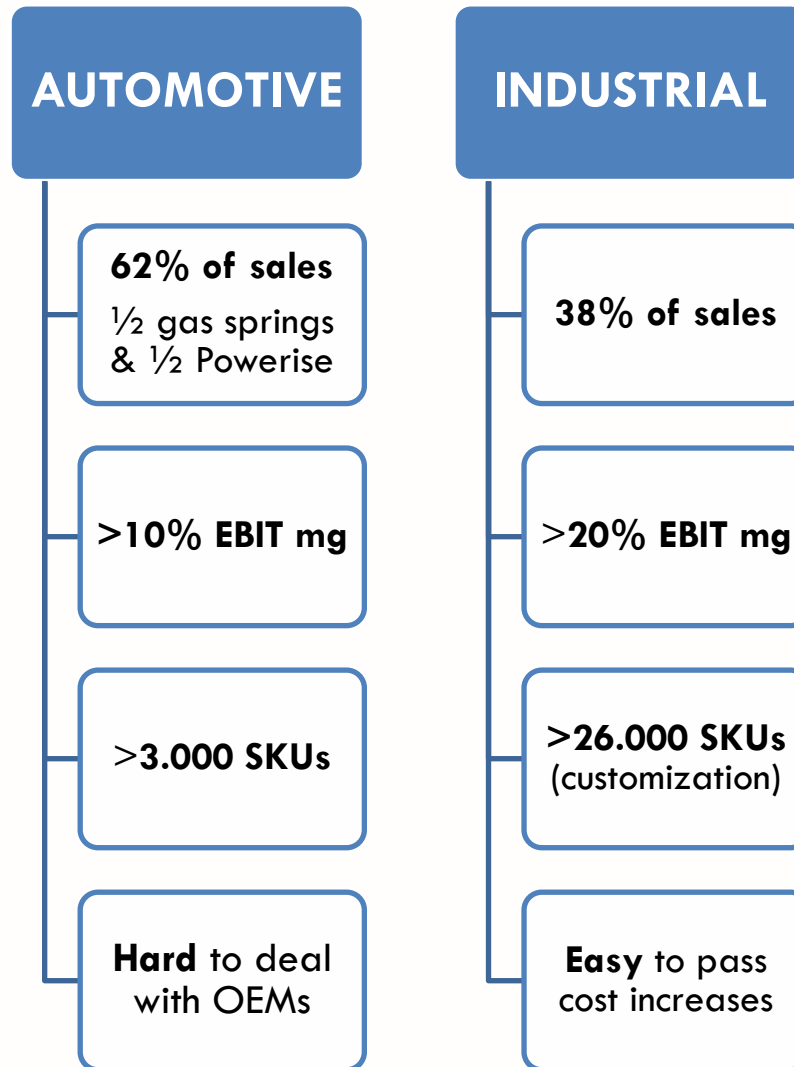 AUTOMOTIVE
62% of sales
½ gas springs
& ½ Powerise
>10% EBIT mg
>3.000 SKUs
Hard to deal
with OEMs
INDUSTRIAL
38% of sales
>20% EBIT mg
>26.000 SKUs
(customization)
Easy to pass
cost increases